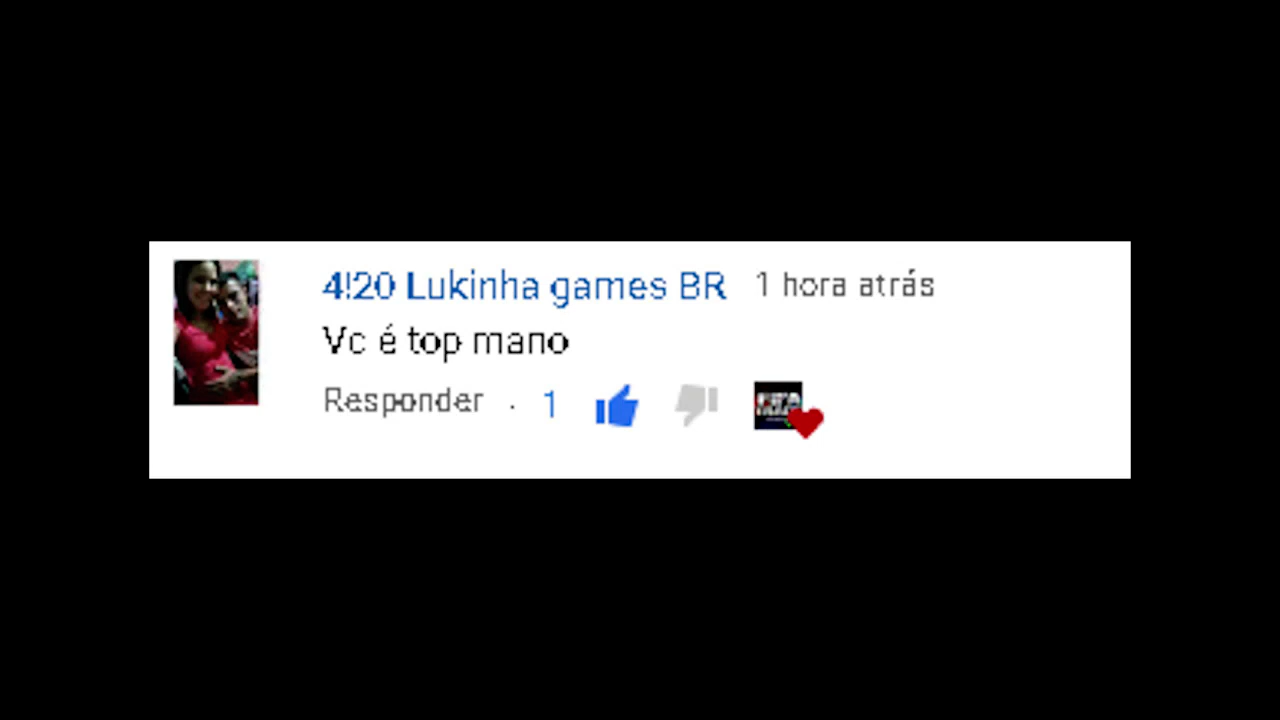 4!20 Lukinha games BR 1 hora atrás
Vc é top mano
Responder · 1